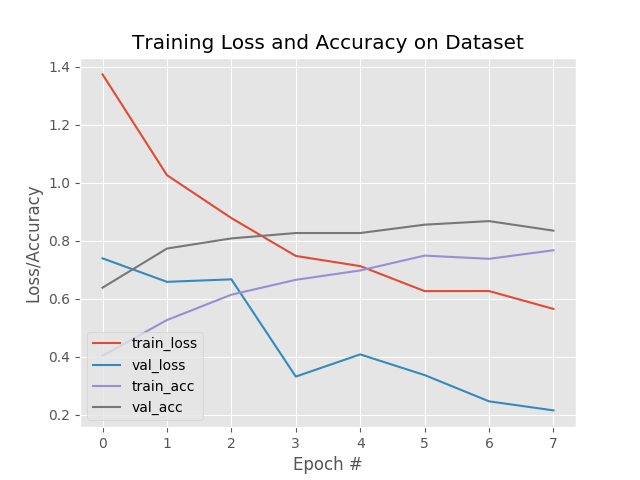 Training Loss and Accuracy on Dataset
1.4
1.2
1.0
0.8
0.6
0.4
0.2
Loss/Accuracy
train_loss
val_loss
train_acc
val_acc
0 1 2 3 4 5 6 7
Epoch #